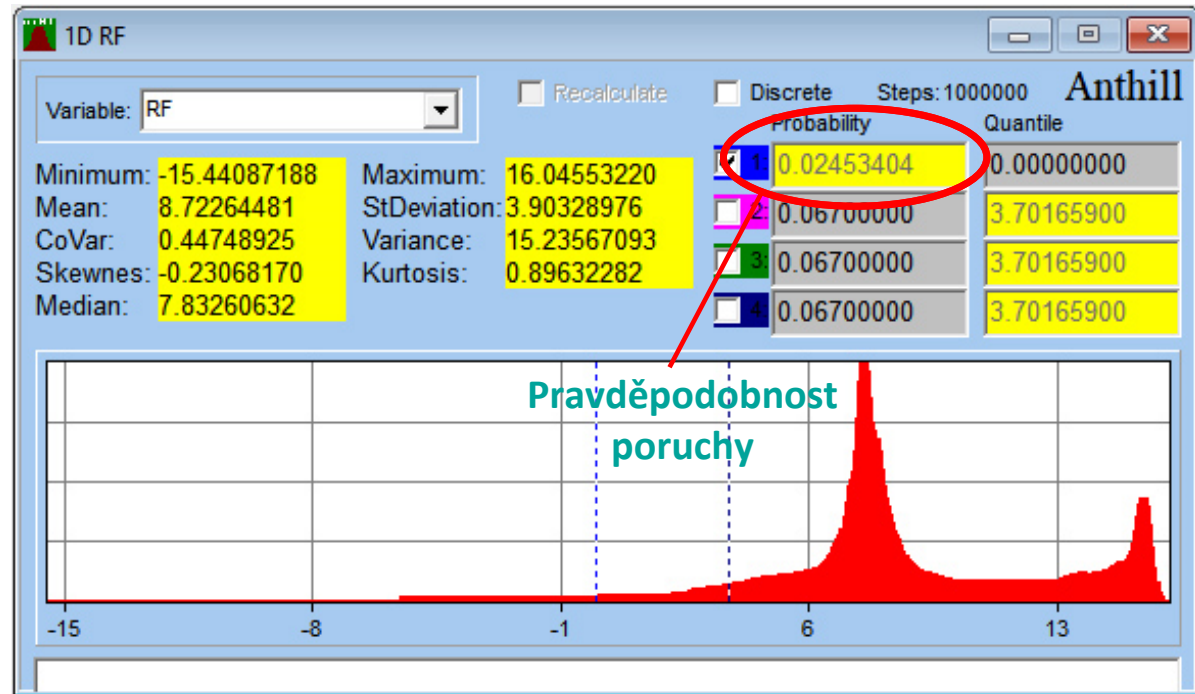 1D RF
Variable: RF
Recalculate
Discrete Steps: 1000000 Anthill
Probability Quantile
1: 0.02453404 0.00000000
2: 0.06700000 3.70165900
3: 0.06700000 3.70165900
4: 0.06700000 3.70165900
Minimum: -15.44087188 Maximum: 16.04553220
Mean: 8.72264481 StDeviation: 3.90328976
CoVar: 0.44748925 Variance: 15.23567093
Skewnes: -0.23068170 Kurtosis: 0.89632282
Median: 7.83260632
Pravděpodobnost
poruchy
-15 -8 -1 6 13